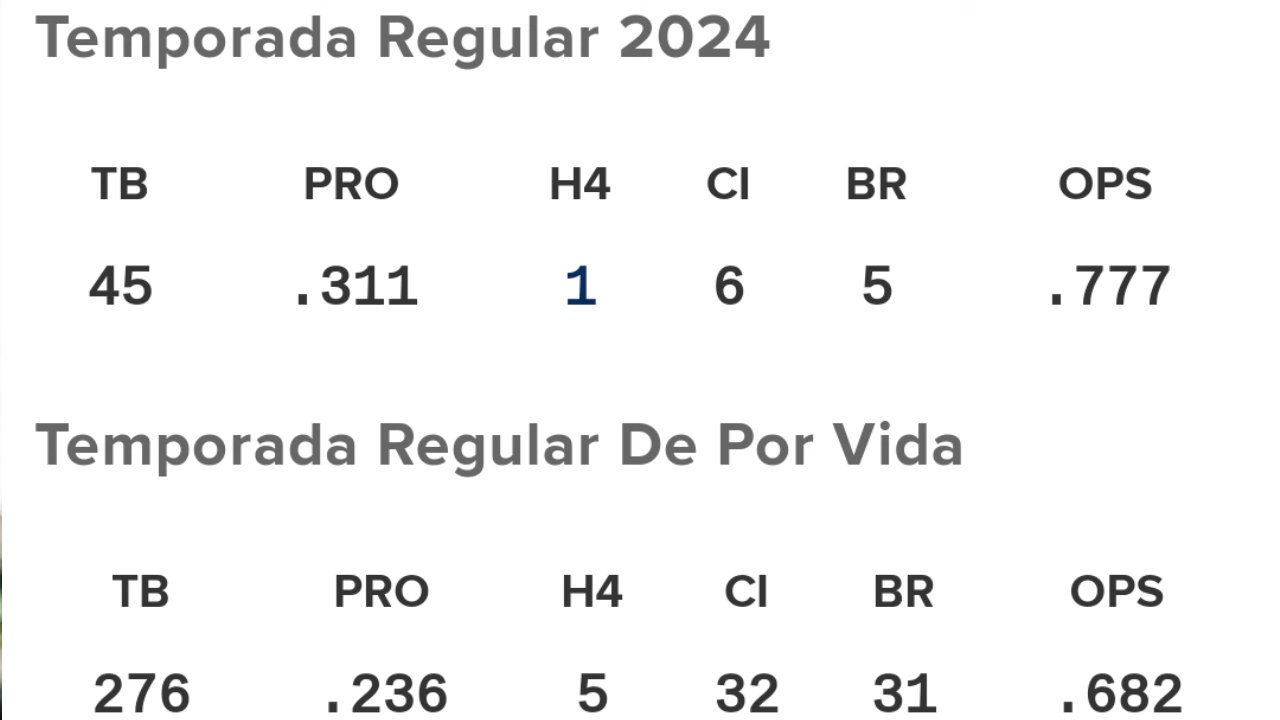 Temporada Regular 2024
TB PRO H4 CI BR OPS
45 .311 1 6 5 .777
Temporada Regular De Por Vida
TB PRO H4 CI BR OPS
276 .236 5 32 31 .682